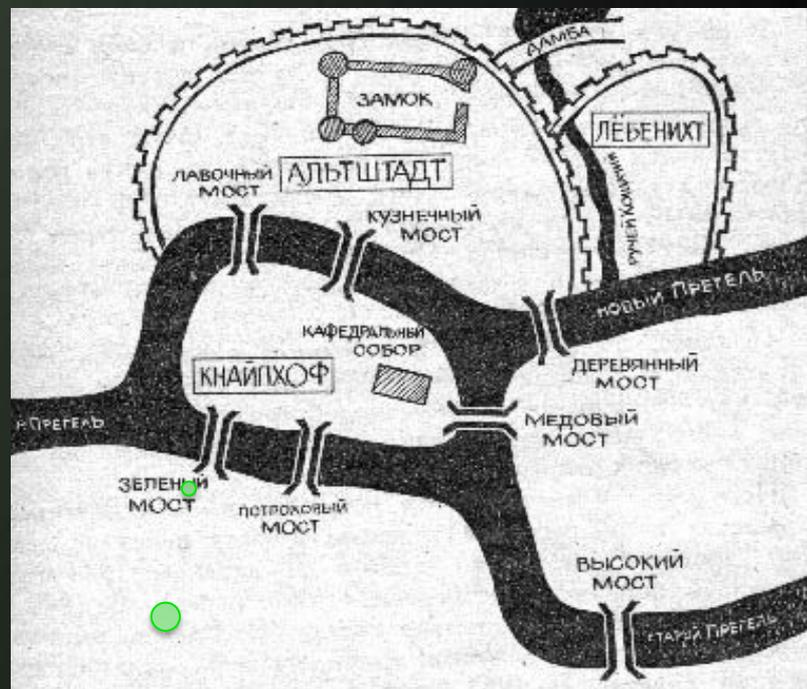 ДАМБА
ЗАМОК
ЛЁБЕНИХТ
ЛАВОЧНЫЙ
МОСТ
АЛЬТШТАДТ
КУЗНЕЧНЫЙ
МОСТ
РУЧЕЙ
НОВЫЙ ПРЕГЕЛЬ
КАФЕДРАЛЬНЫЙ
СОБОР
КНАЙПХОФ
ДЕРЕВЯННЫЙ
МОСТ
МЕДОВЫЙ
МОСТ
ПРЕГЕЛЬ
ЗЕЛЕНЫЙ
МОСТ
ПОТРОХОВЫЙ
МОСТ
ВЫСОКИЙ
МОСТ
СТАРЫЙ ПРЕГЕЛЬ